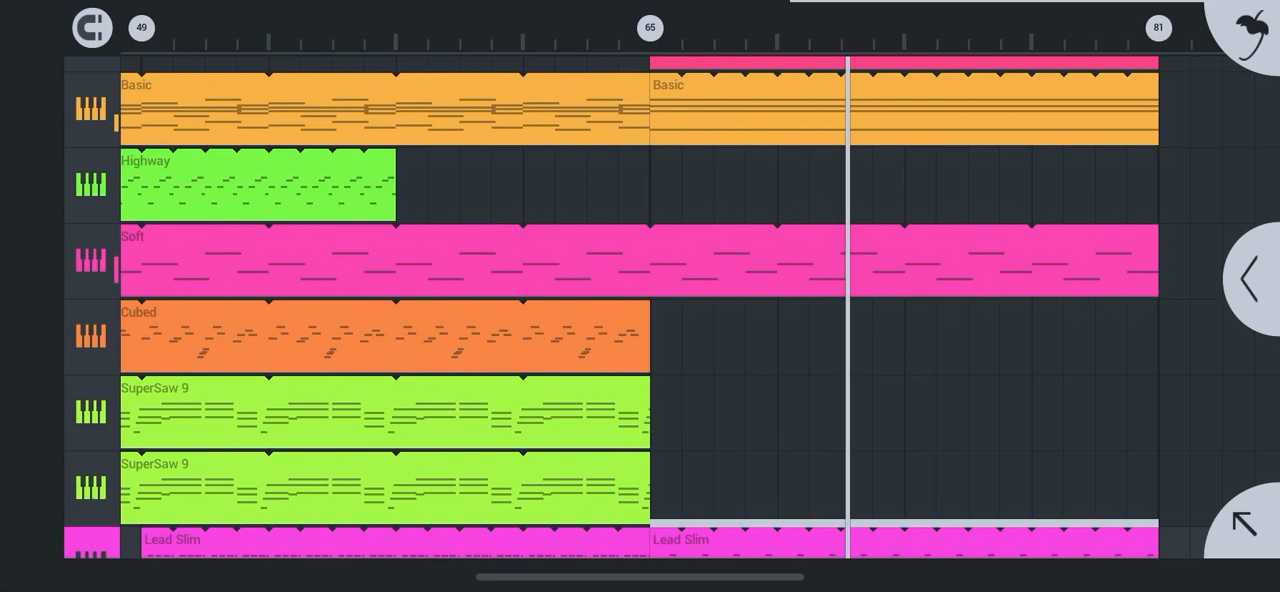 49 65 81
Basic Basic
Highway
Soft
Cubed
SuperSaw 9
SuperSaw 9
Lead Slim Lead Slim